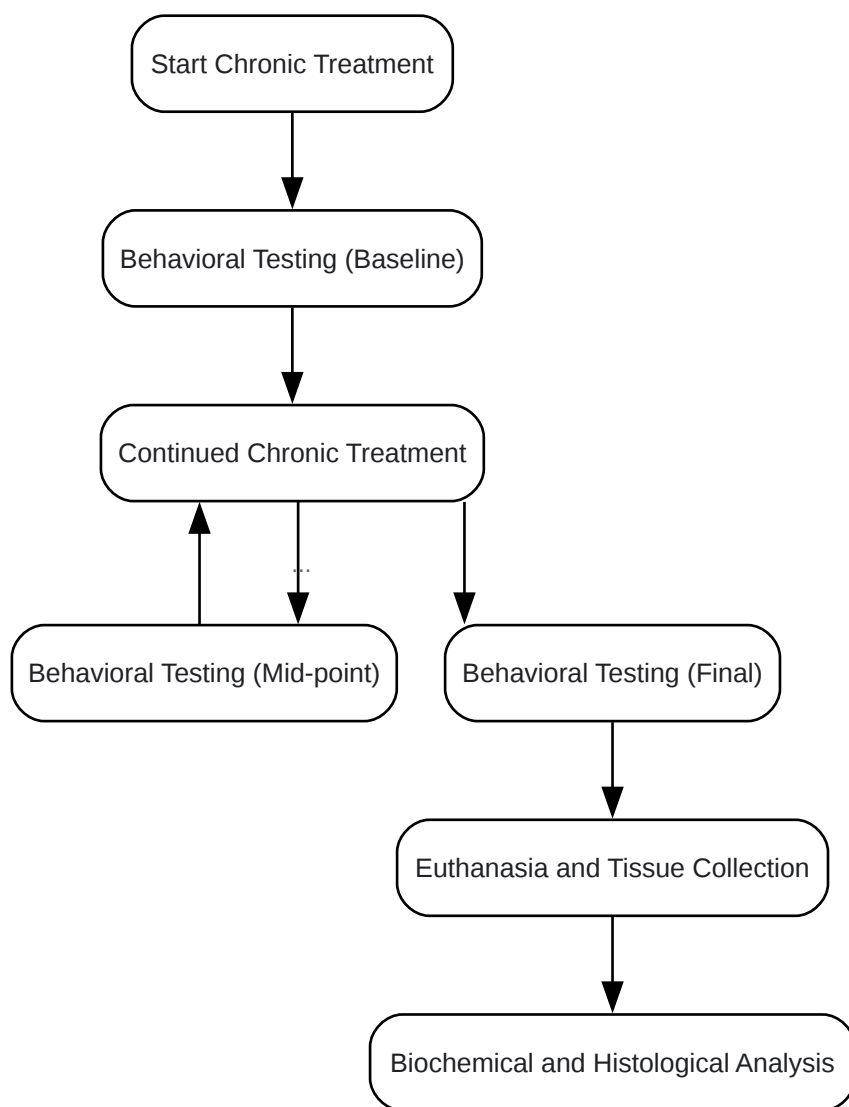 Start Chronic Treatment
Behavioral Testing (Baseline)
Continued Chronic Treatment
...
Behavioral Testing (Mid-point)
Behavioral Testing (Final)
Euthanasia and Tissue Collection
Biochemical and Histological Analysis